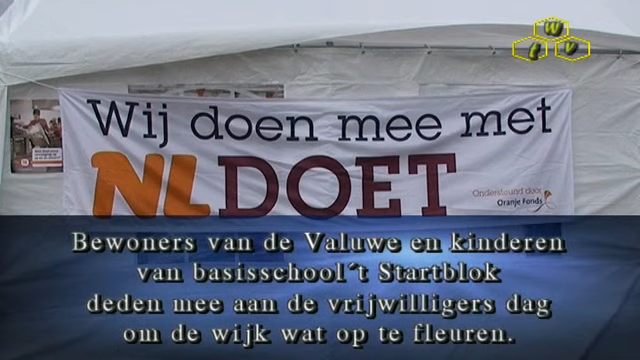 W
t v
Wij doen mee met
NLDOET
Ondersteund door
Oranje Fonds
Bewoners van de Valuwe en kinderen
van basisschool´t Startblok
deden mee aan de vrijwilligers dag
om de wijk wat op te fleuren.